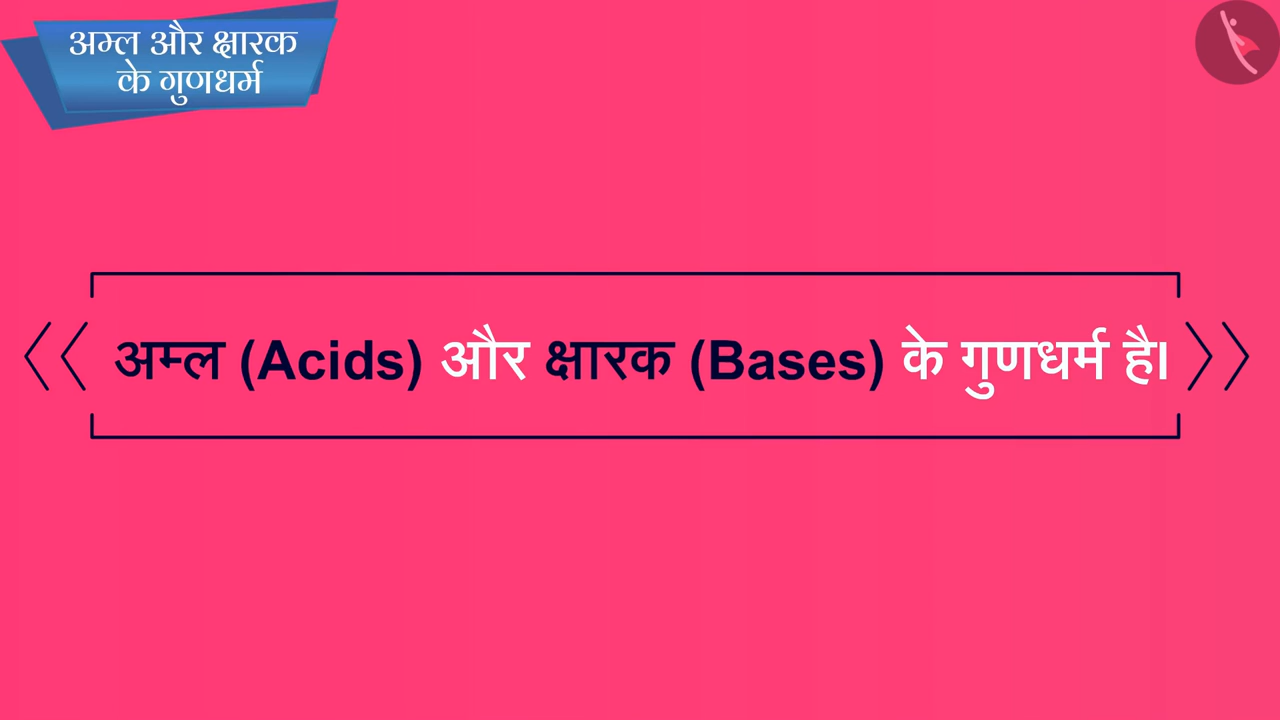 अम्ल और क्षारक
के गुणधर्म
अम्ल (Acids) और क्षारक (Bases) के गुणधर्म है।